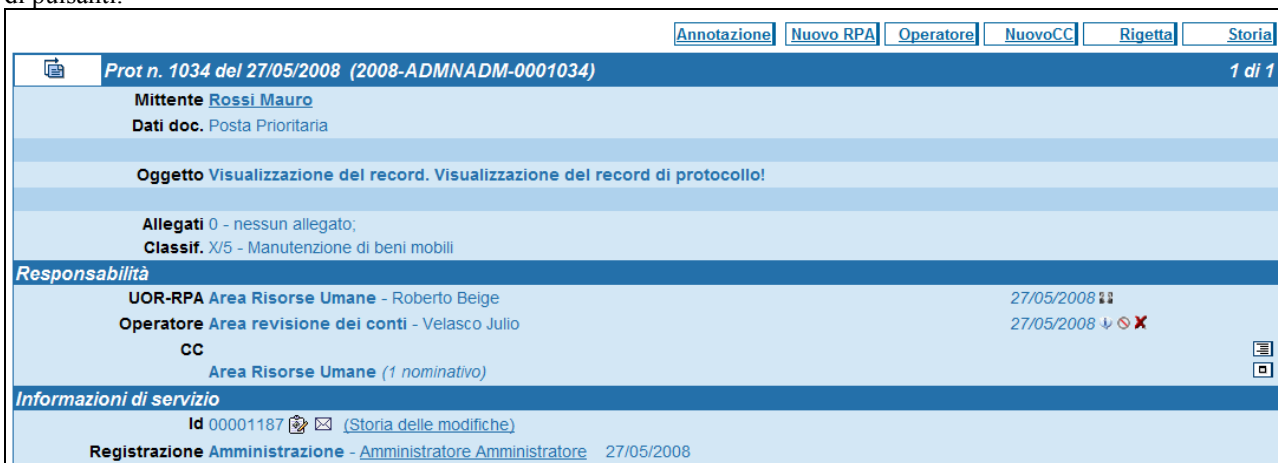 di pulsanti.
Annotazione Nuovo RPA Operatore NuovoCC Rigetta Storia
Prot n. 1034 del 27/05/2008 (2008-ADMNADM-0001034) 1 di 1
Mittente Rossi Mauro
Dati doc. Posta Prioritaria
Oggetto Visualizzazione del record. Visualizzazione del record di protocollo!
Allegati 0 - nessun allegato;
Classif. X/5 - Manutenzione di beni mobili
Responsabilità
UOR-RPA Area Risorse Umane - Roberto Beige 27/05/2008
Operatore Area revisione dei conti - Velasco Julio 27/05/2008
CC
Area Risorse Umane (1 nominativo)
Informazioni di servizio
Id 00001187 (Storia delle modifiche)
Registrazione Amministrazione - Amministratore Amministratore 27/05/2008